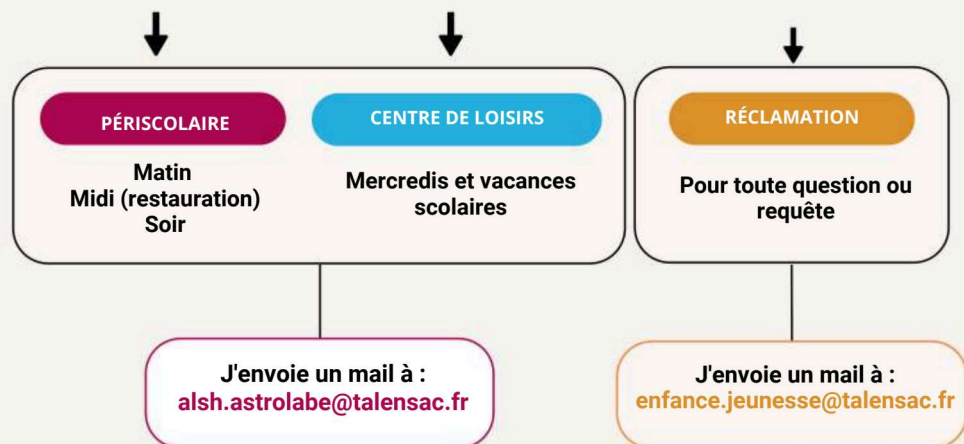 PÉRISCOLAIRE
Matin
Midi (restauration)
Soir
CENTRE DE LOISIRS
Mercredis et vacances
scolaires
RÉCLAMATION
Pour toute question ou
requête
J'envoie un mail à :
alsh.astrolabe@talensac.fr
J'envoie un mail à :
enfance.jeunesse@talensac.fr